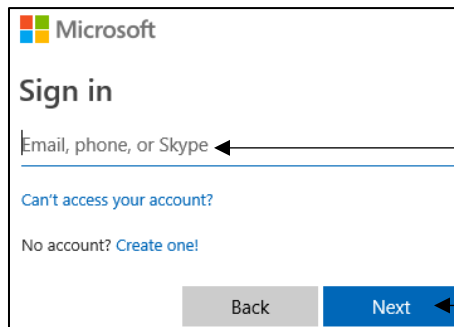 Microsoft
Sign in
Email, phone, or Skype
Can't access your account?
No account? Create one!
Back Next